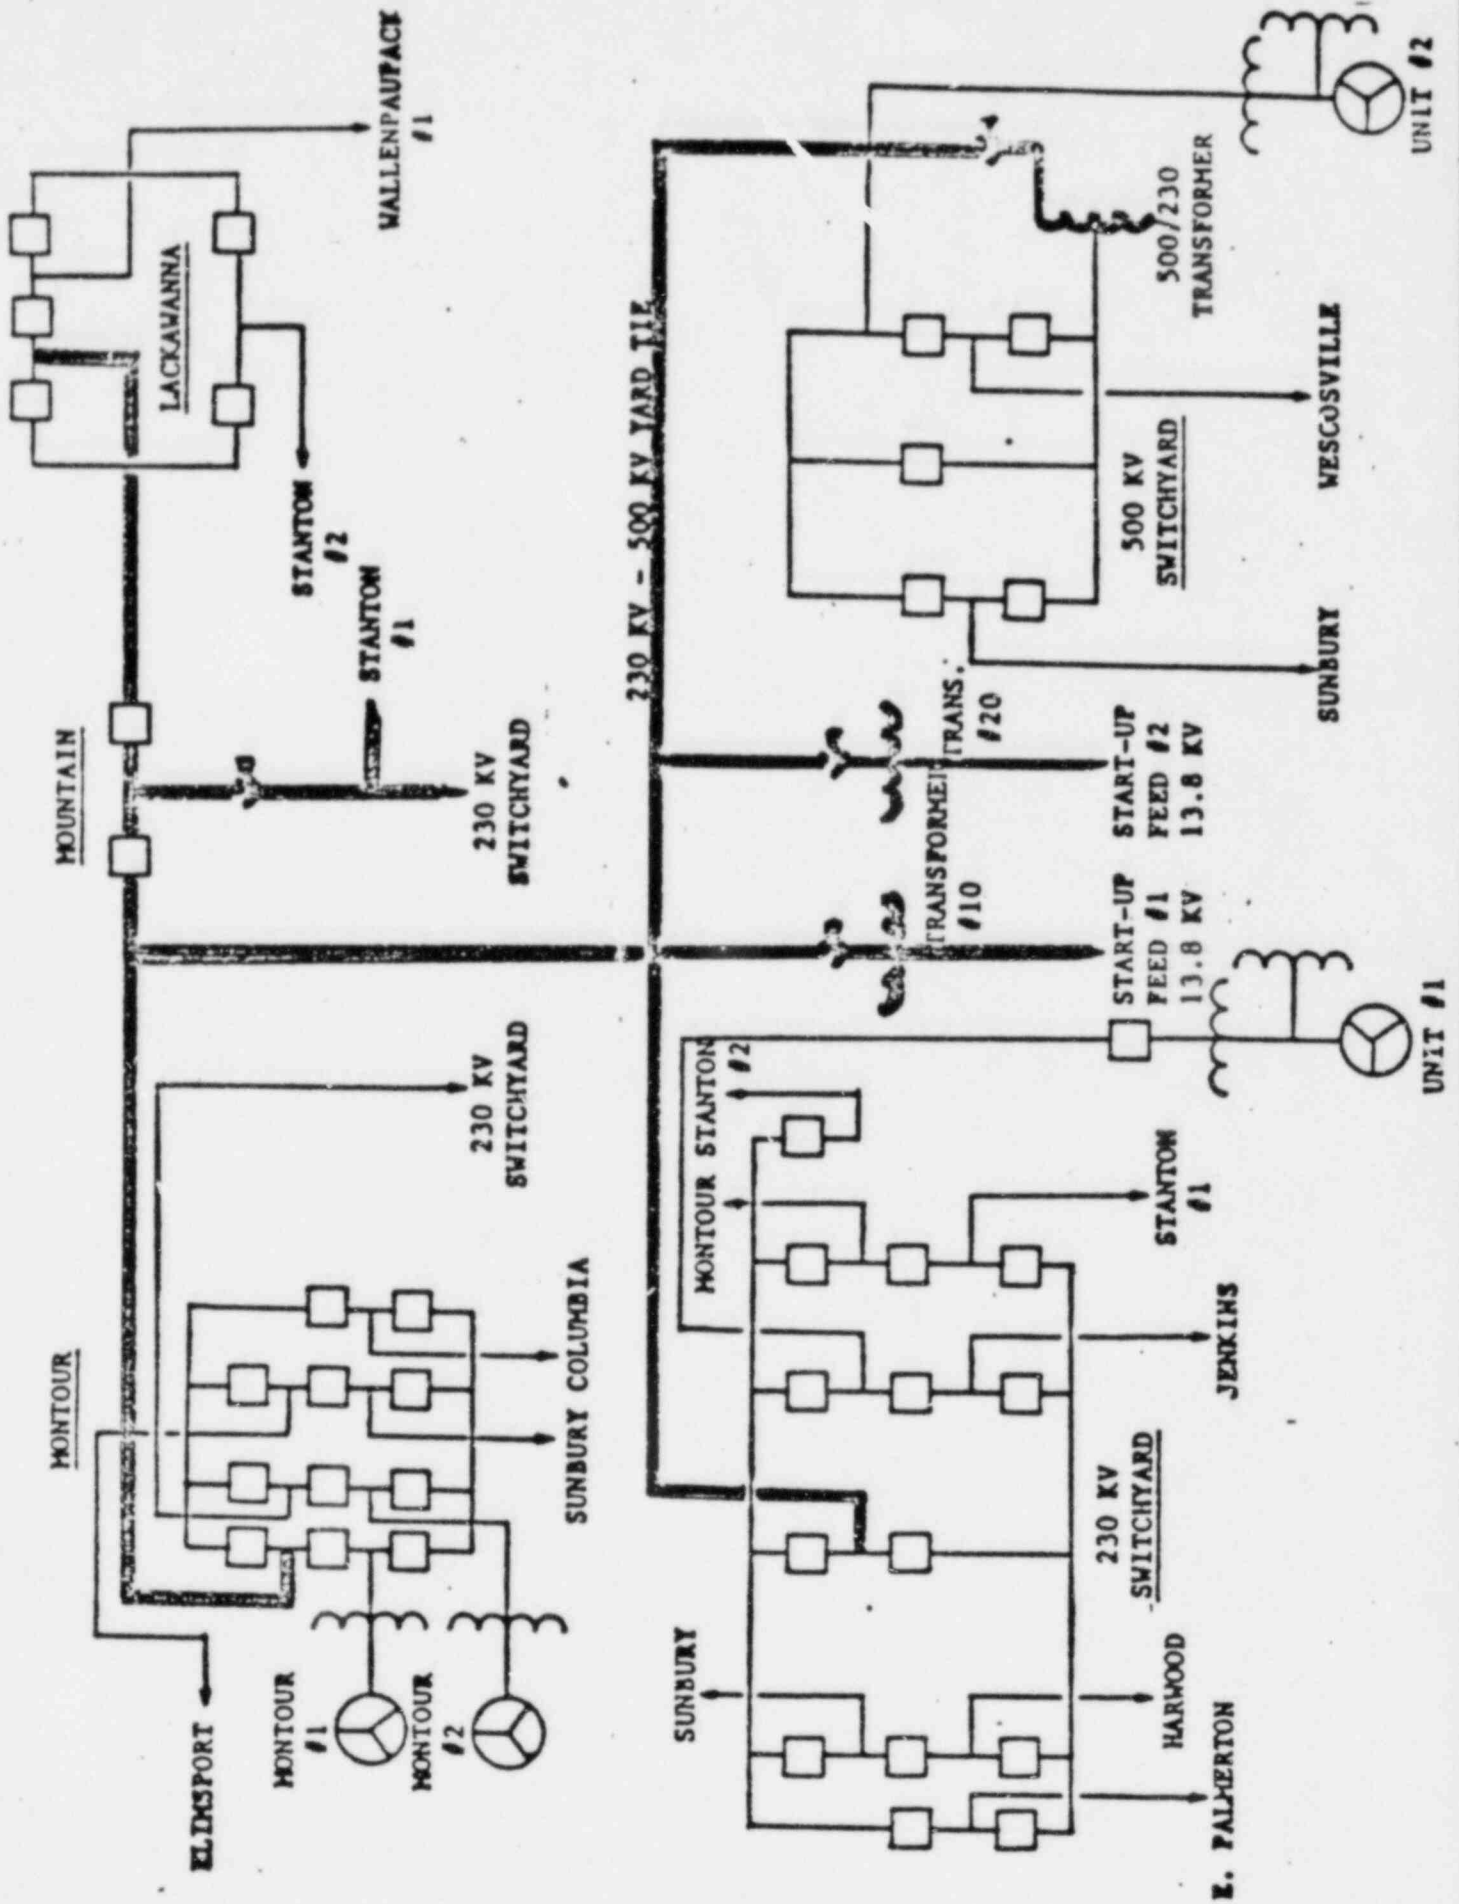 ELIMSPORT
MONTOUR
MOUNTAIN
LACKAWANNA
WALLENPAUPACK
#1
STANTON
#2
STANTON
#1
230 KV
SWITCHYARD
230 KV
SWITCHYARD
SUNBURY COLUMBIA
MONTOUR
#1
MONTOUR
#2
230 KV - 500 KV YARD TIE
SUNBURY
MONTOUR STANTON
#2
TRANSFORMER
#10
TRANS.
#20
START-UP
FEED #1
13.8 KV
START-UP
FEED #2
13.8 KV
500 KV
SWITCHYARD
500/230
TRANSFORMER
SUNBURY
WESCOSVILLE
UNIT #2
UNIT #1
STANTON
#1
JENKINS
230 KV
SWITCHYARD
HARWOOD
E. PALMERTON